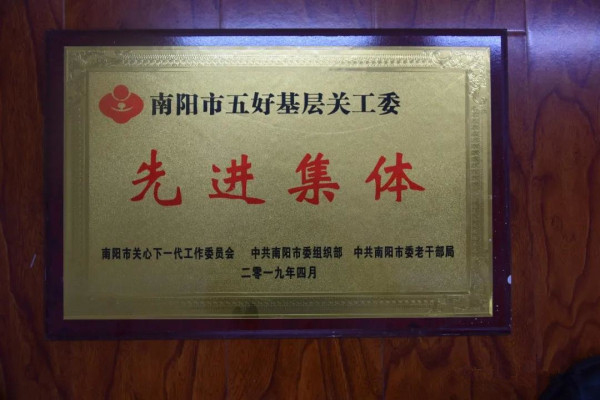 南阳市五好基层关工委
先进集体
南阳市关心下一代工作委员会 中共南阳市委组织部 中共南阳市委老干部局
二零一九年四月